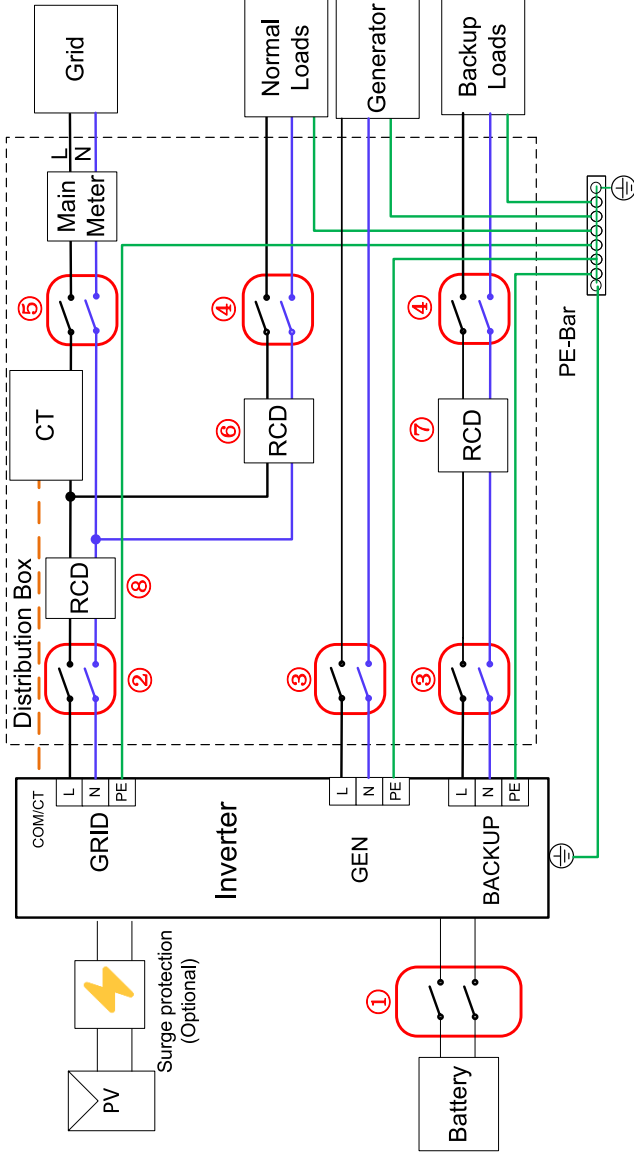 Distribution Box
COM/CT
L
N
PE
GRID
②
RCD
⑧
CT
⑤
Main
Meter
L
N
Grid
⑥
RCD
④
Normal
Loads
Inverter
L
N
PE
GEN
③
Generator
L
N
PE
BACKUP
③
⑦
RCD
④
Backup
Loads
PE-Bar
PV
Surge protection
(Optional)
Battery
①